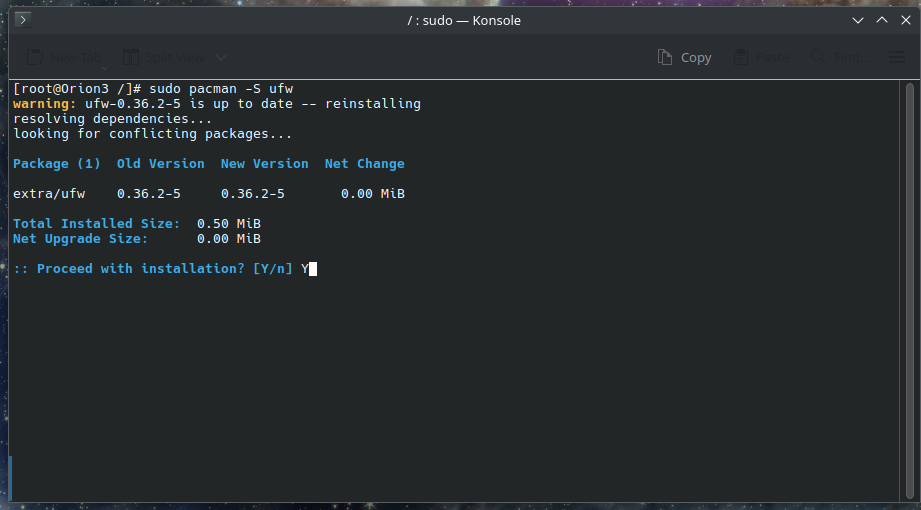 / : sudo — Konsole
New Tab Split View Copy Paste Find...
[root@Orion3 /]# sudo pacman -S ufw
warning: ufw-0.36.2-5 is up to date -- reinstalling
resolving dependencies...
looking for conflicting packages...
Package (1) Old Version New Version Net Change
extra/ufw 0.36.2-5 0.36.2-5 0.00 MiB
Total Installed Size: 0.50 MiB
Net Upgrade Size: 0.00 MiB
:: Proceed with installation? [Y/n] Y